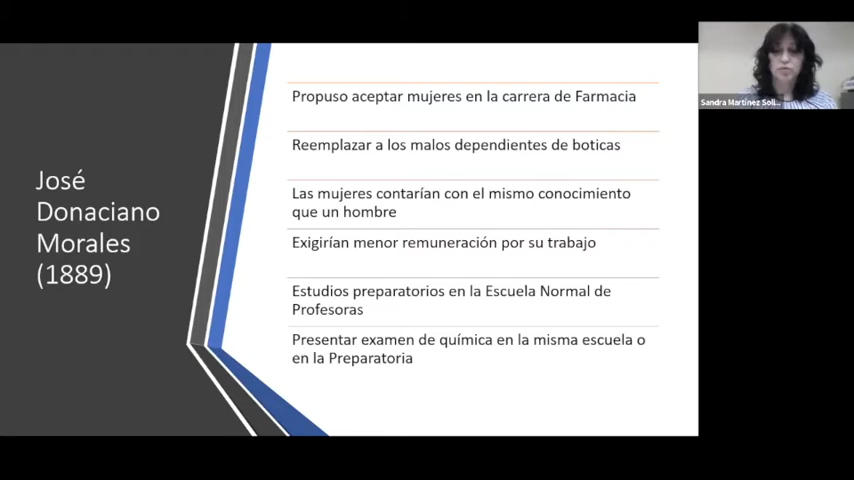 José
Donaciano
Morales
(1889)
Propuso aceptar mujeres en la carrera de Farmacia
Reemplazar a los malos dependientes de boticas
Las mujeres contarían con el mismo conocimiento
que un hombre
Exigirían menor remuneración por su trabajo
Estudios preparatorios en la Escuela Normal de
Profesoras
Presentar examen de química en la misma escuela o
en la Preparatoria
Sandra Martínez Soli...